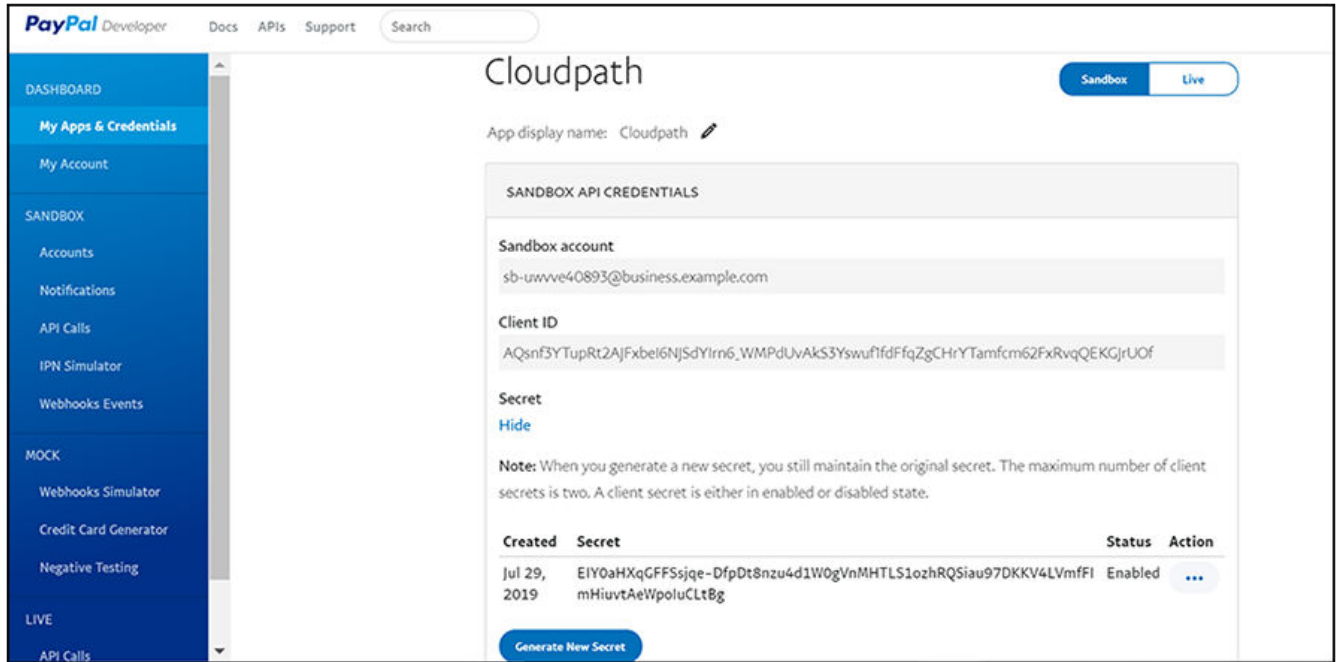 PayPal Developer Docs APIs Support Search
DASHBOARD
My Apps & Credentials
My Account
SANDBOX
Accounts
Notifications
API Calls
IPN Simulator
Webhooks Events
MOCK
Webhooks Simulator
Credit Card Generator
Negative Testing
LIVE
API Calls
Cloudpath
Sandbox Live
App display name: Cloudpath
SANDBOX API CREDENTIALS
Sandbox account
sb-uwvve40893@business.example.com
Client ID
AQsnf3YTupRt2AJFxbeI6NJSdYIrn6_WMPdUvAkS3Yswuf1fdFfqZgCHrYTamfcm62FxRvqQEKGJrUOf
Secret
Hide
Note: When you generate a new secret, you still maintain the original secret. The maximum number of client
secrets is two. A client secret is either in enabled or disabled state.
Created Secret Status Action
Jul 29, EIY0aHXqGFFSsjqe-DfpDt8nzu4d1W0gVnMHTLS1ozhRQSiau97DKKV4LVmfFI Enabled
2019 mHiuvtAeWpoIuCLtBg
Generate New Secret